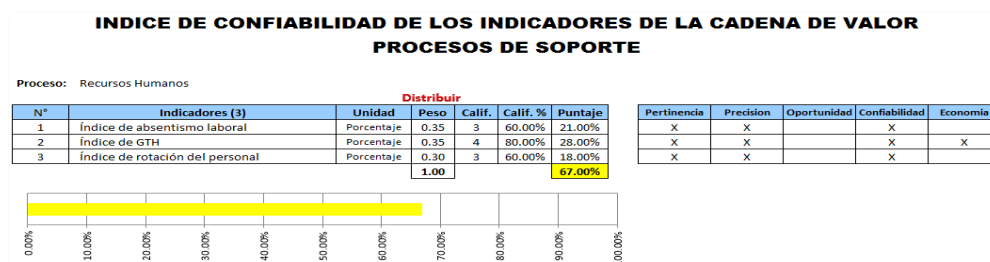 INDICE DE CONFIABILIDAD DE LOS INDICADORES DE LA CADENA DE VALOR
PROCESOS DE SOPORTE
Proceso: Recursos Humanos
Distribuir
N° Indicadores (3) Unidad Peso Calif. Calif. % Puntaje Pertinencia Precision Oportunidad Confiabilidad Economia
1 Índice de absentismo laboral Porcentaje 0.35 3 60.00% 21.00% X X X
2 Índice de GTH Porcentaje 0.35 4 80.00% 28.00% X X X X
3 Índice de rotación del personal Porcentaje 0.30 3 60.00% 18.00% X X X
1.00 67.00%
0.00% 10.00% 20.00% 30.00% 40.00% 50.00% 60.00% 70.00% 80.00% 90.00% 00.00%